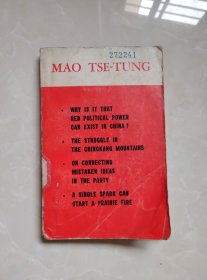 272241
MAO TSE-TUNG
• WHY IS IT THAT
RED POLITICAL POWER
CAN EXIST IN CHINA?
• THE STRUGGLE IN
THE CHINGKANG MOUNTAINS
• ON CORRECTING
MISTAKEN IDEAS
IN THE PARTY
• A SINGLE SPARK CAN
START A PRAIRIE FIRE